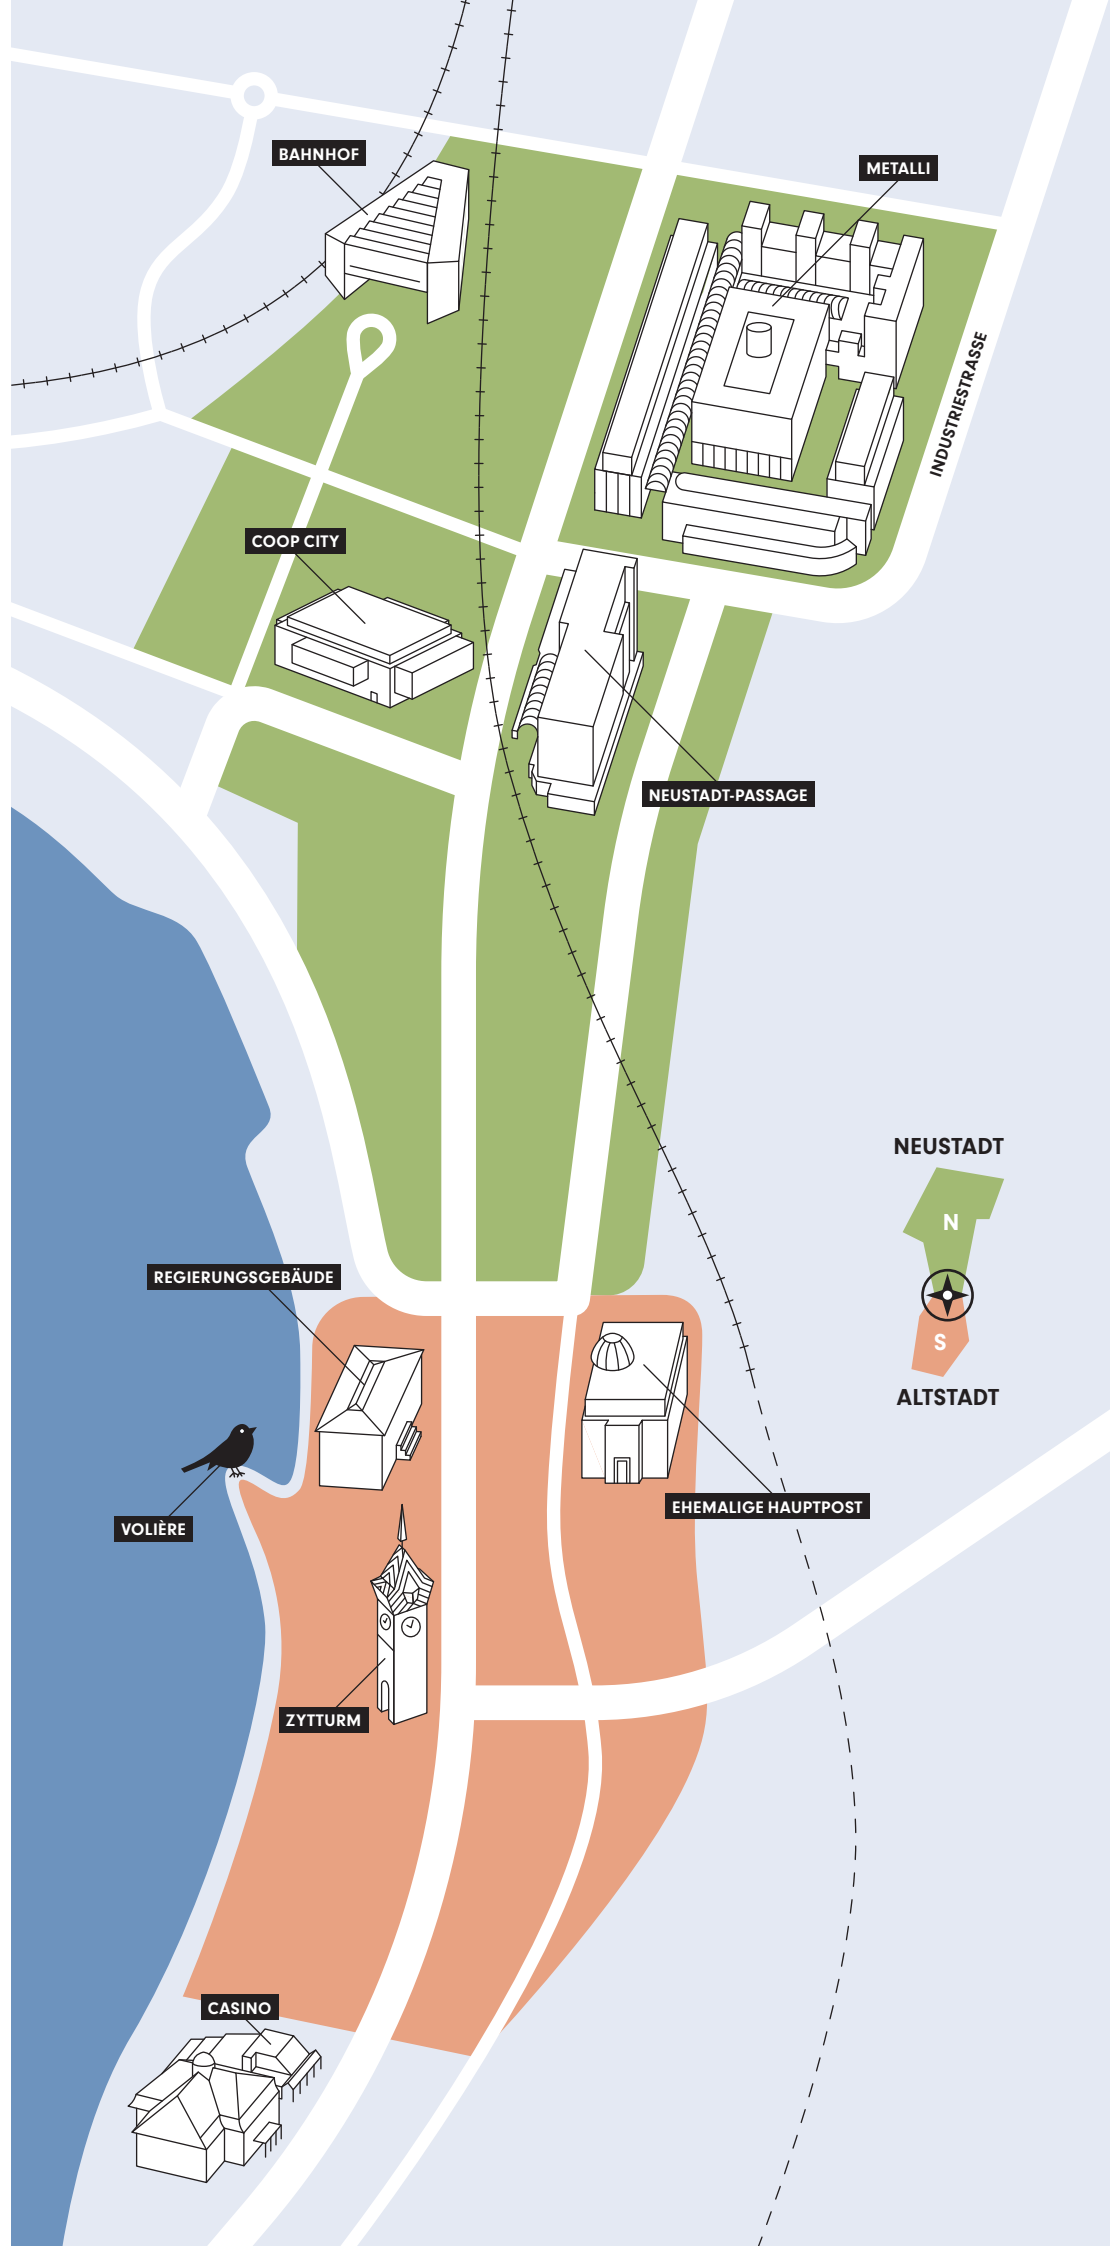 BAHNHOF
METALLI
INDUSTRIESTRASSE
COOP CITY
NEUSTADT-PASSAGE
NEUSTADT
N
S
ALTSTADT
REGIERUNGSGEBÄUDE
EHEMALIGE HAUPTPOST
VOLIÈRE
ZYTTURM
CASINO